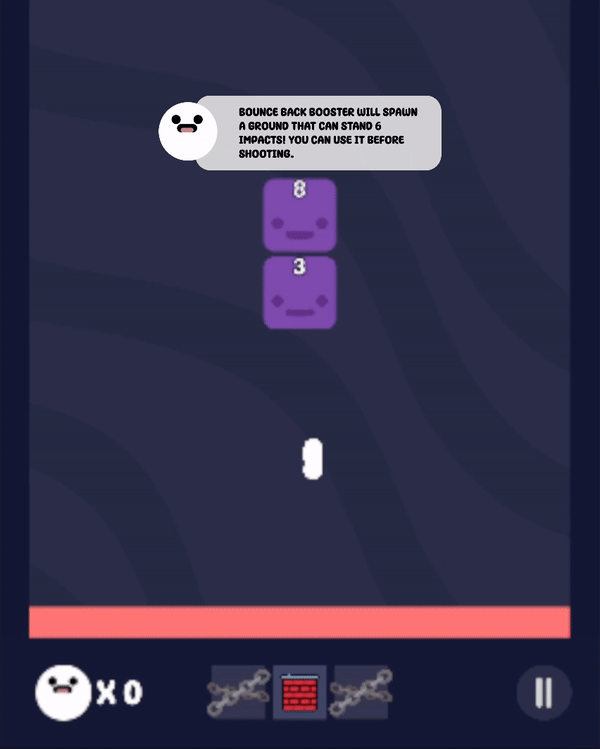 BOUNCE BACK BOOSTER WILL SPAWN
A GROUND THAT CAN STAND 6
IMPACTS! YOU CAN USE IT BEFORE
SHOOTING.
8
3
X 0